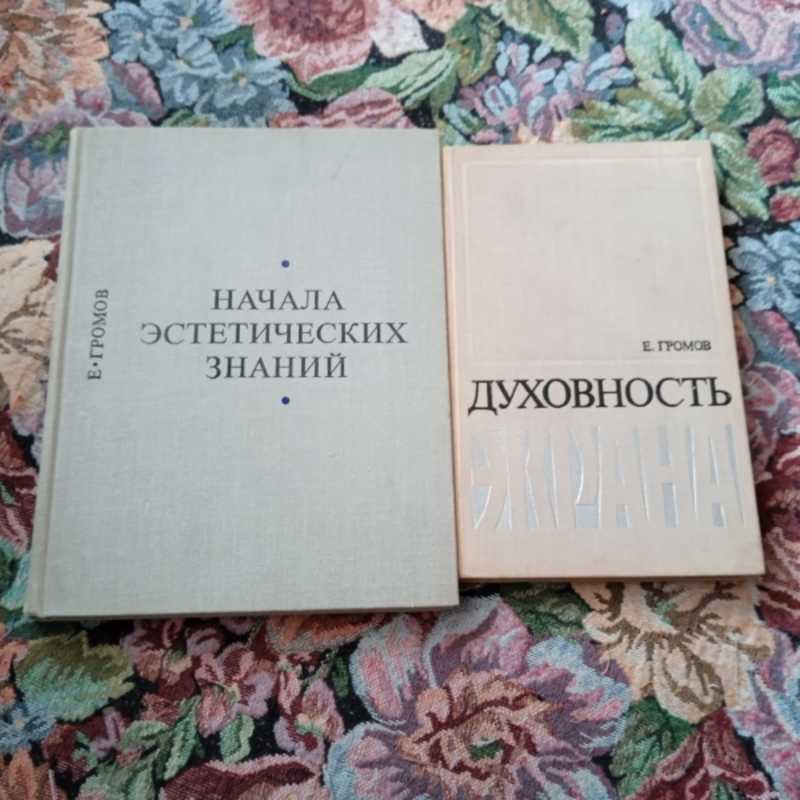 Е•ГРОМОВ
НАЧАЛА
ЭСТЕТИЧЕСКИХ
ЗНАНИЙ
Е. ГРОМОВ
ДУХОВНОСТЬ
ЭКРАНА